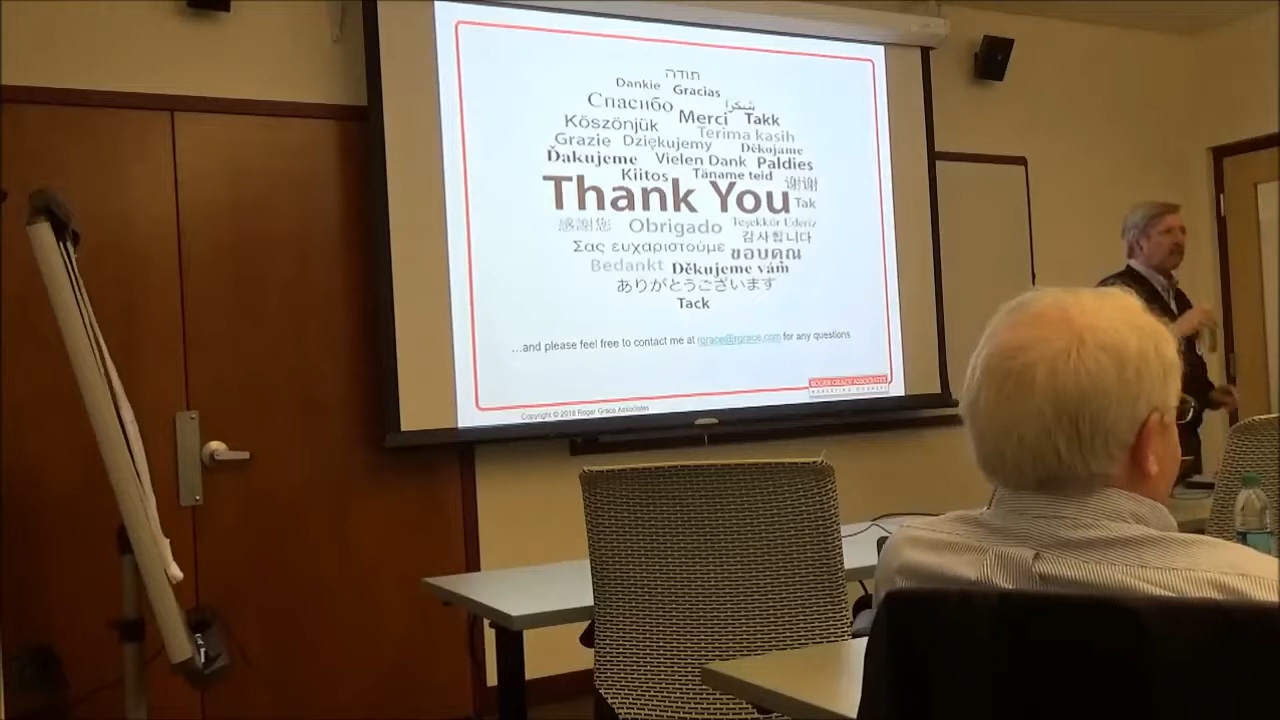 תודה
Dankie Gracias
Спасибо شكرا
Köszönjük Merci Takk
Grazie Dziękujemy Terima kasih Dėkojame
Ďakujeme Vielen Dank Paldies
Kiitos Täname teid 谢谢
Thank You Tak
感謝您 Obrigado Teşekkür Ederiz
감사합니다
Σας ευχαριστούμε ขอบคุณ
Bedankt Děkujeme vám
ありがとうございます
Tack
...and please feel free to contact me at rgrace@rgrace.com for any questions
ROGER GRACE ASSOCIATES
MARKETING COUNSEL
Copyright © 2018 Roger Grace Associates